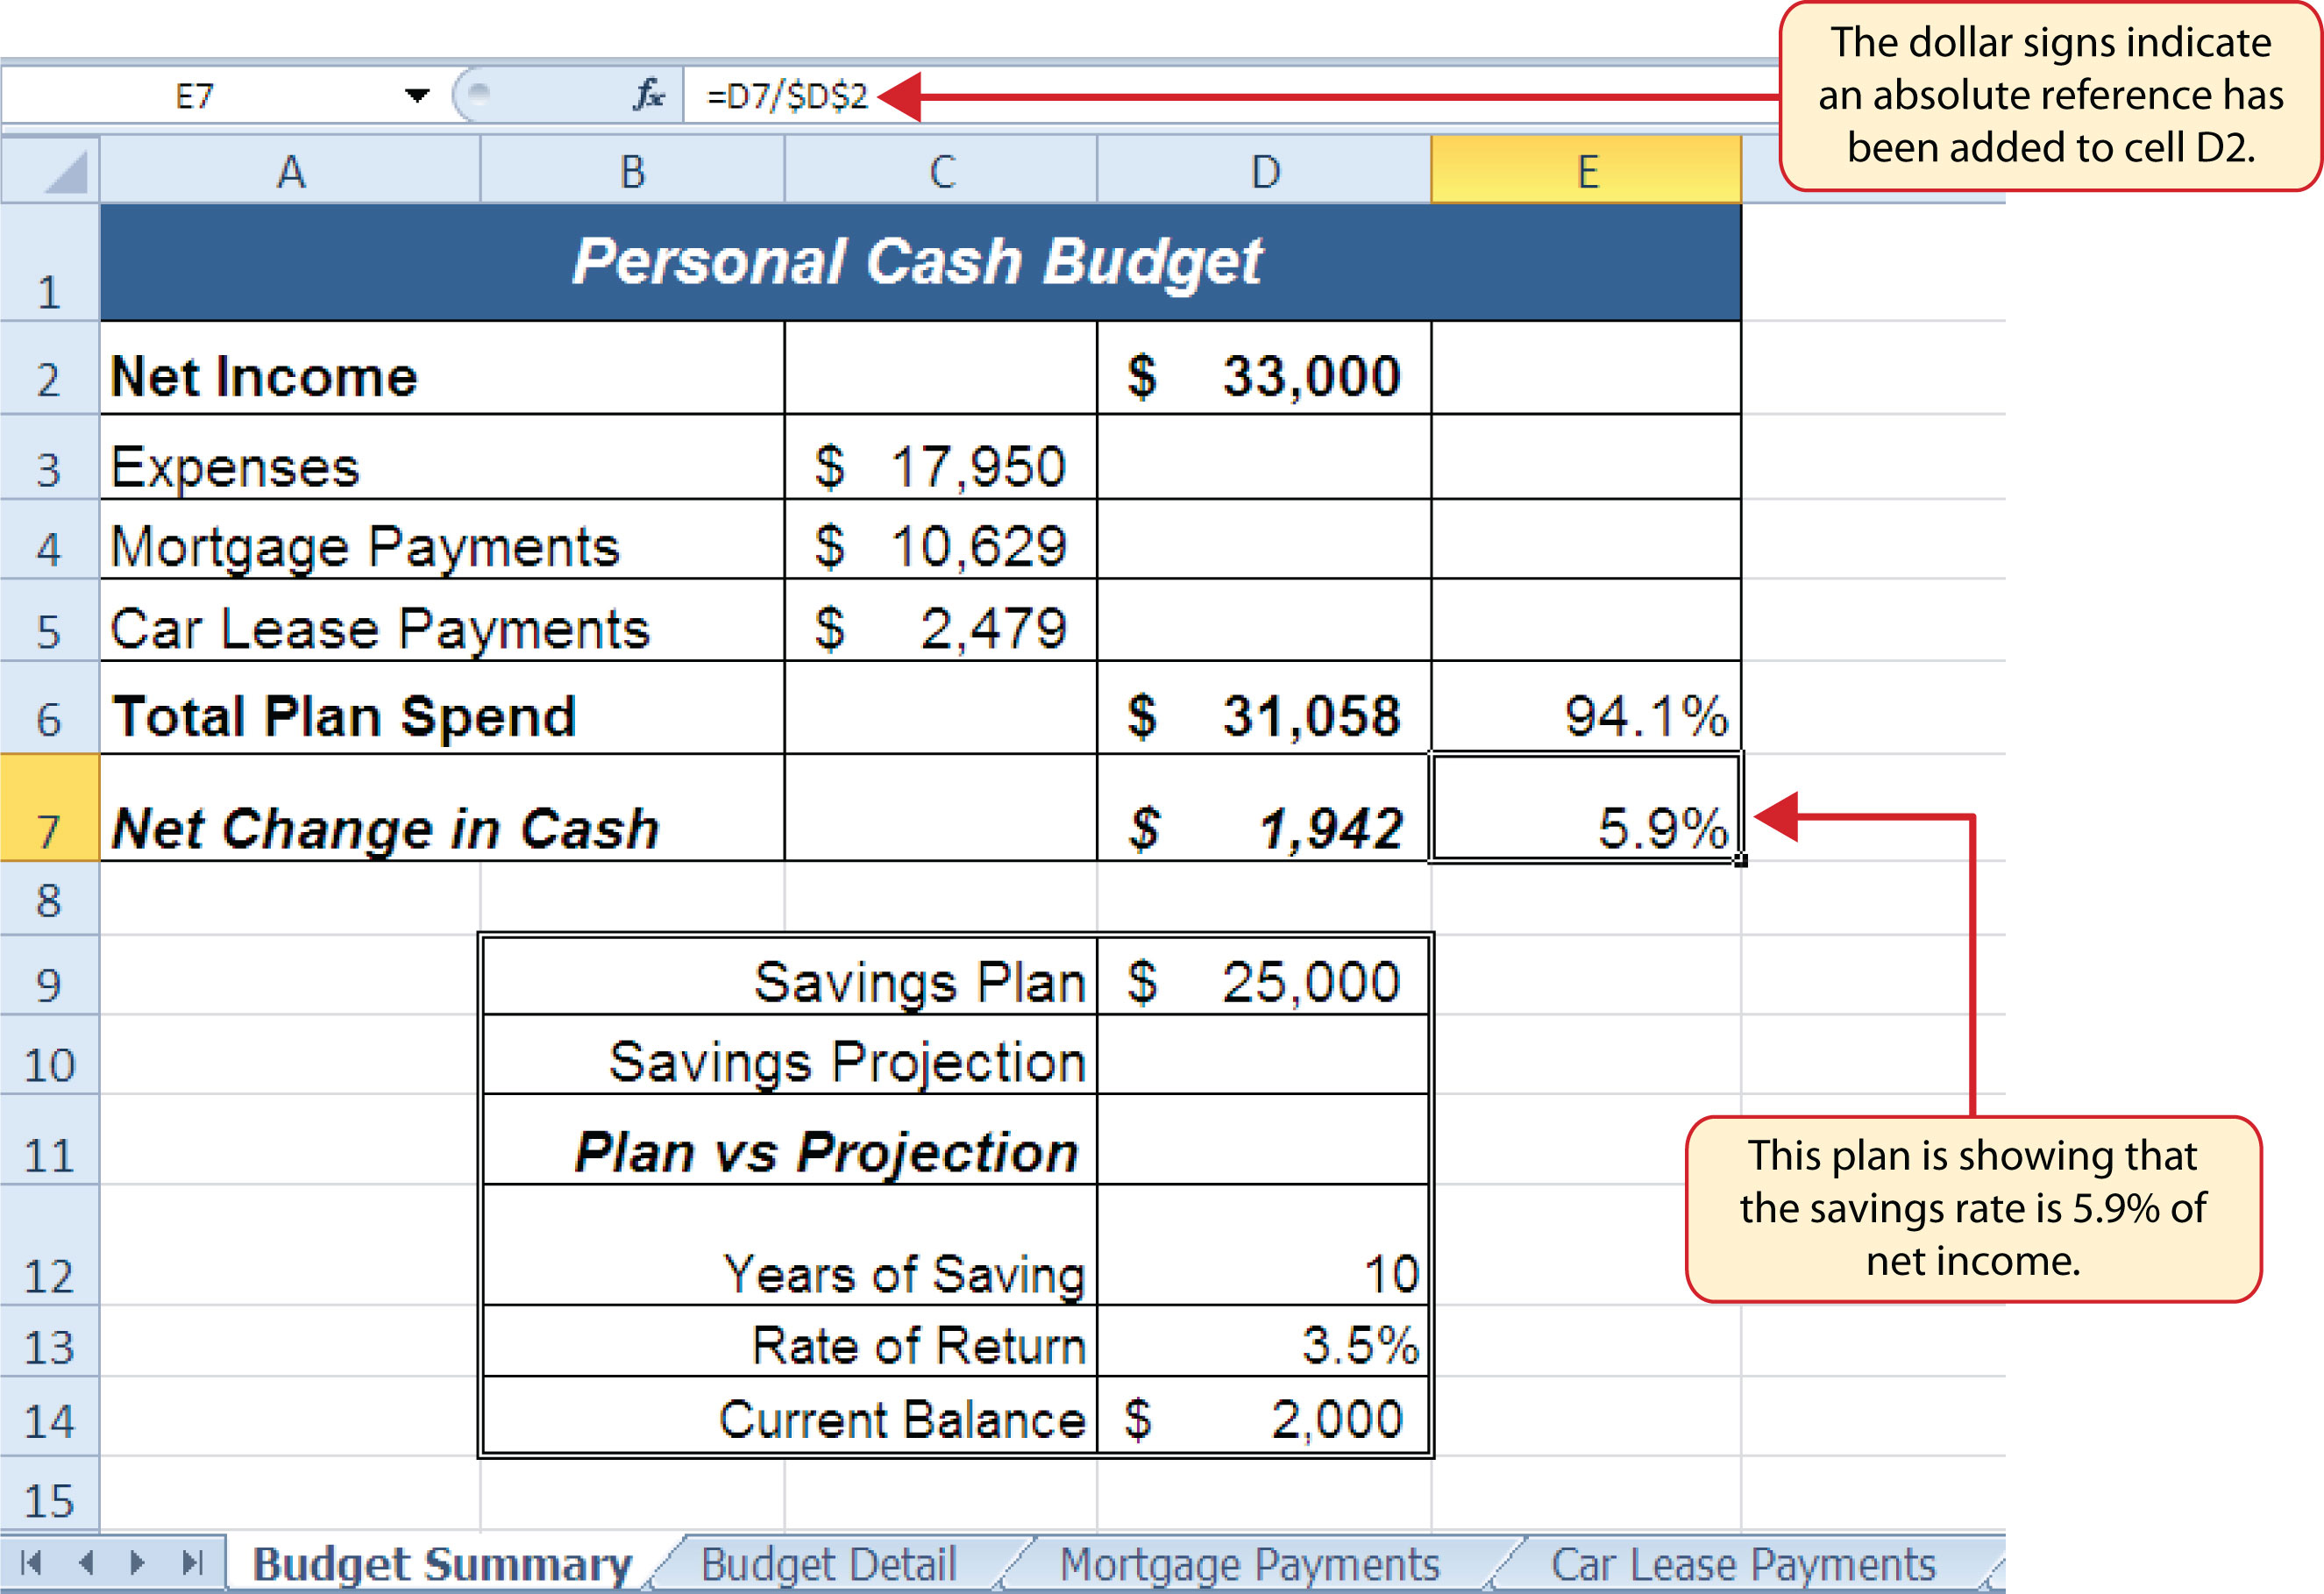 The dollar signs indicate
an absolute reference has
been added to cell D2.
E7 fx =D7/$D$2
A B C D E
1 Personal Cash Budget
2 Net Income $ 33,000
3 Expenses $ 17,950
4 Mortgage Payments $ 10,629
5 Car Lease Payments $ 2,479
6 Total Plan Spend $ 31,058 94.1%
7 Net Change in Cash $ 1,942 5.9%
8
9 Savings Plan $ 25,000
10 Savings Projection
11 Plan vs Projection
This plan is showing that
the savings rate is 5.9% of
net income.
12 Years of Saving 10
13 Rate of Return 3.5%
14 Current Balance $ 2,000
15
Budget Summary Budget Detail Mortgage Payments Car Lease Payments